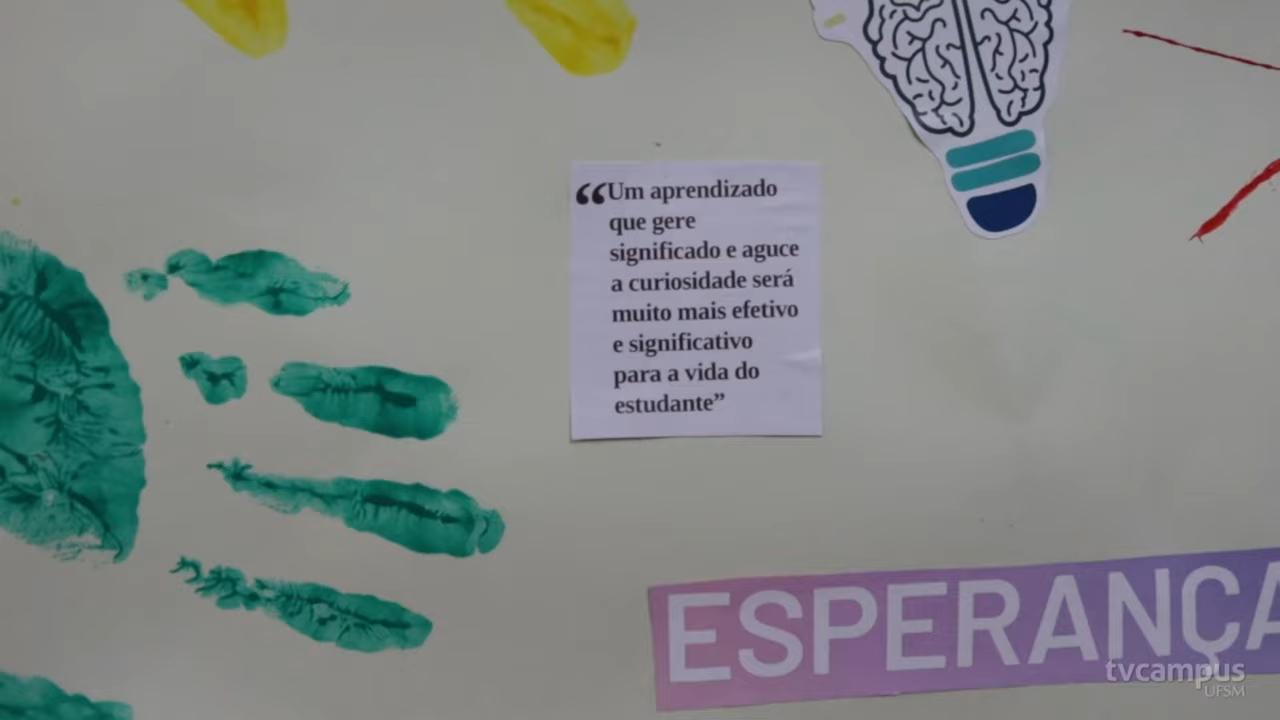 “Um aprendizado
que gere
significado e aguce
a curiosidade será
muito mais efetivo
e significativo
para a vida do
estudante”
ESPERANÇA
tvcampus
UFSM